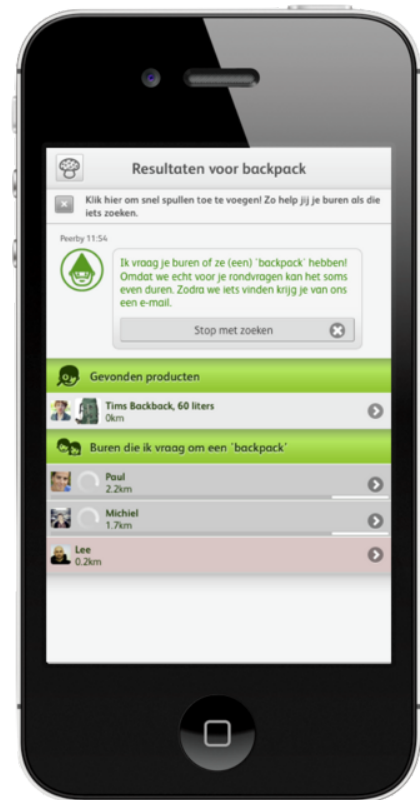 Resultaten voor backpack
Klik hier om snel spullen toe te voegen! Zo help jij je buren als die
iets zoeken.
Peerby 11:54
Ik vraag je buren of ze (een) 'backpack' hebben!
Omdat we echt voor je rondvragen kan het soms
even duren. Zodra we iets vinden krijg je van ons
een e-mail.
Stop met zoeken
Gevonden producten
Tims Backback, 60 liters
0km
Buren die ik vraag om een 'backpack'
Paul
2.2km
Michiel
1.7km
Lee
0.2km